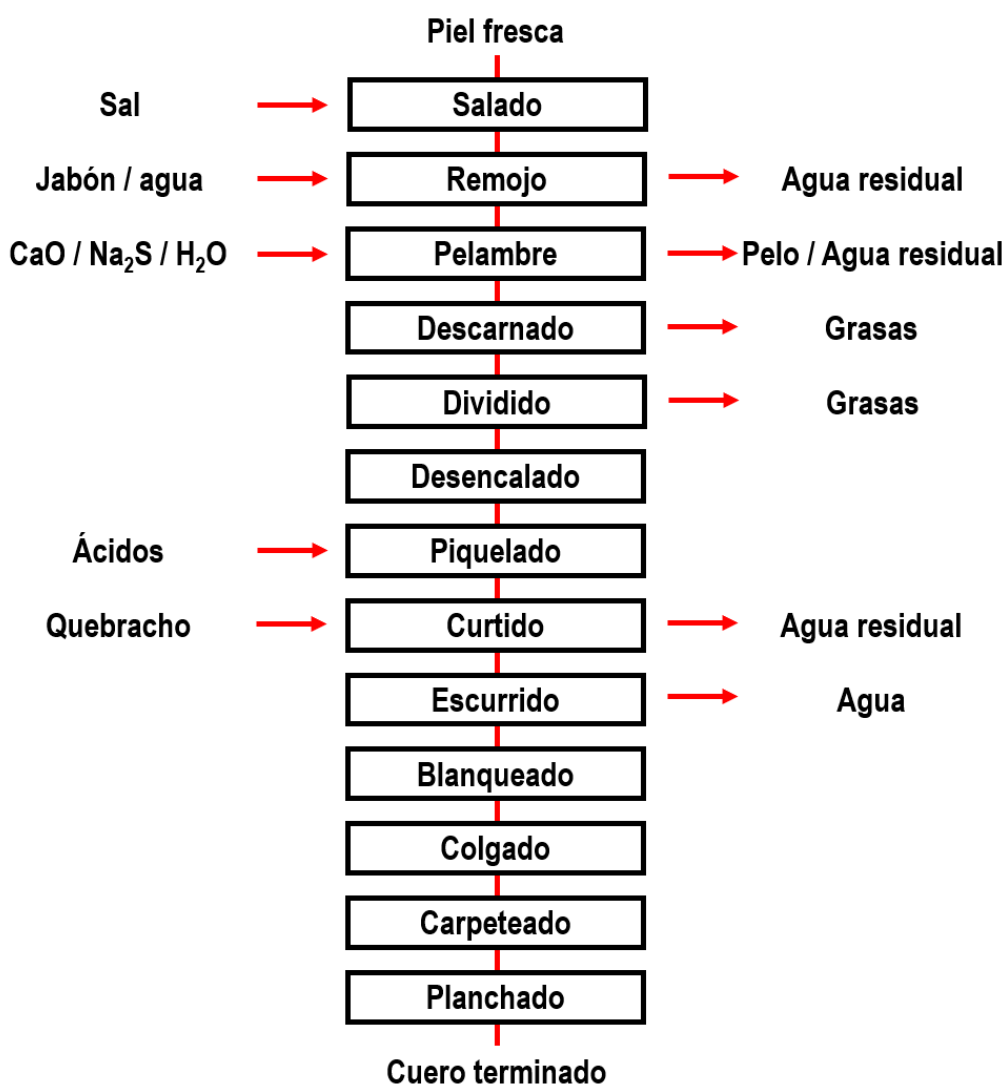 Piel fresca
Sal
Salado
Jabón / agua
Remojo
Agua residual
CaO / Na₂S / H₂O
Pelambre
Pelo / Agua residual
Descarnado
Grasas
Dividido
Grasas
Desencalado
Ácidos
Piquelado
Quebracho
Curtido
Agua residual
Escurrido
Agua
Blanqueado
Colgado
Carpeteado
Planchado
Cuero terminado